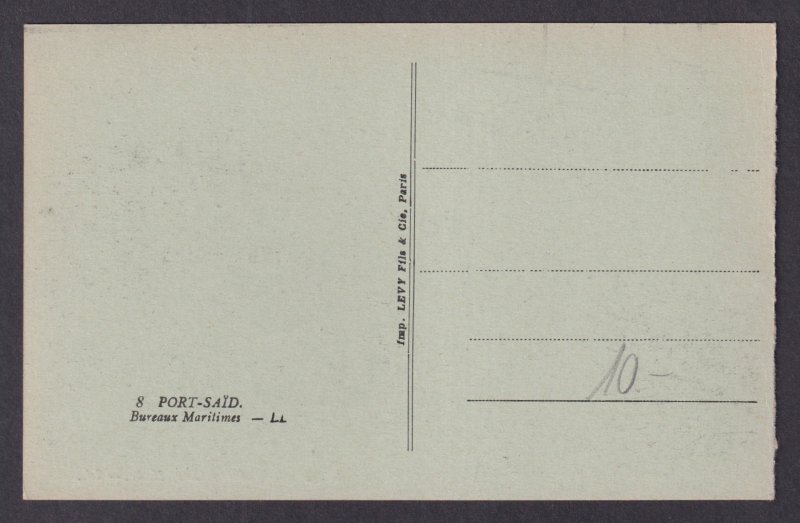 8 PORT-SAÏD.
Bureaux Maritimes — LL
Imp. LEVY Fils & Cie, Paris
10.-